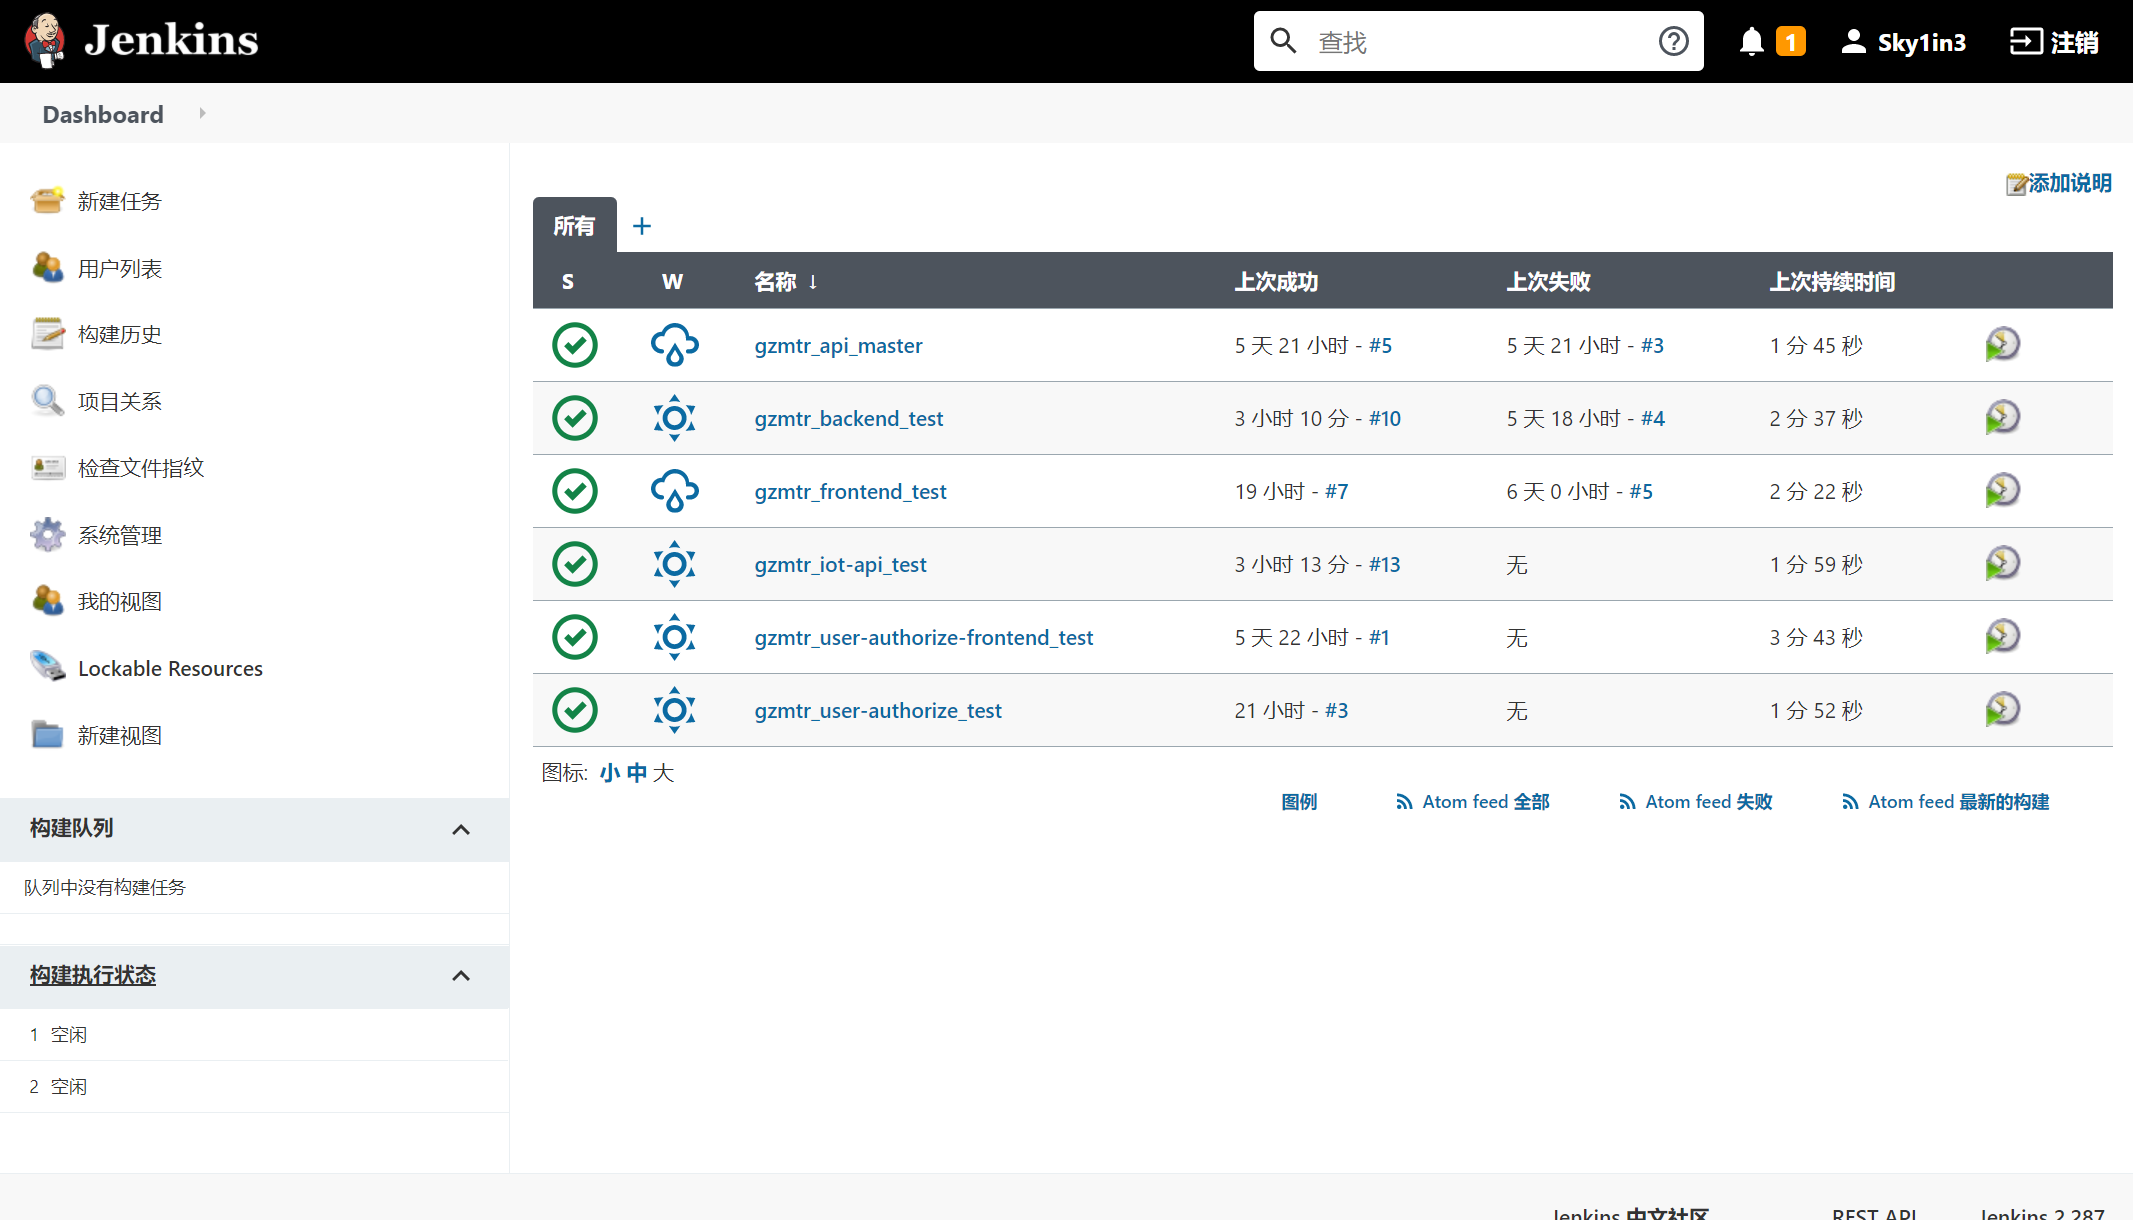 Jenkins
查找
1
Sky1in3
注销
Dashboard
新建任务
用户列表
构建历史
项目关系
检查文件指纹
系统管理
我的视图
Lockable Resources
新建视图
构建队列
队列中没有构建任务
构建执行状态
1 空闲
2 空闲
添加说明
所有 +
S W 名称 ↓ 上次成功 上次失败 上次持续时间
gzmtr_api_master 5 天 21 小时 - #5 5 天 21 小时 - #3 1 分 45 秒
gzmtr_backend_test 3 小时 10 分 - #10 5 天 18 小时 - #4 2 分 37 秒
gzmtr_frontend_test 19 小时 - #7 6 天 0 小时 - #5 2 分 22 秒
gzmtr_iot-api_test 3 小时 13 分 - #13 无 1 分 59 秒
gzmtr_user-authorize-frontend_test 5 天 22 小时 - #1 无 3 分 43 秒
gzmtr_user-authorize_test 21 小时 - #3 无 1 分 52 秒
图标: 小 中 大
图例 Atom feed 全部 Atom feed 失败 Atom feed 最新的构建
Jenkins 中文社区 REST API Jenkins 2.287